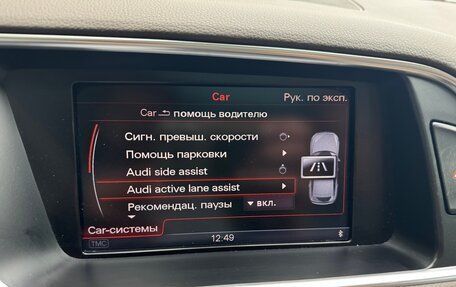 Car Рук. по эксп.
Car помощь водителю
Сигн. превыш. скорости
Помощь парковки
Audi side assist
Audi active lane assist
Рекомендац. паузы вкл.
Car-системы
TMC 12:49